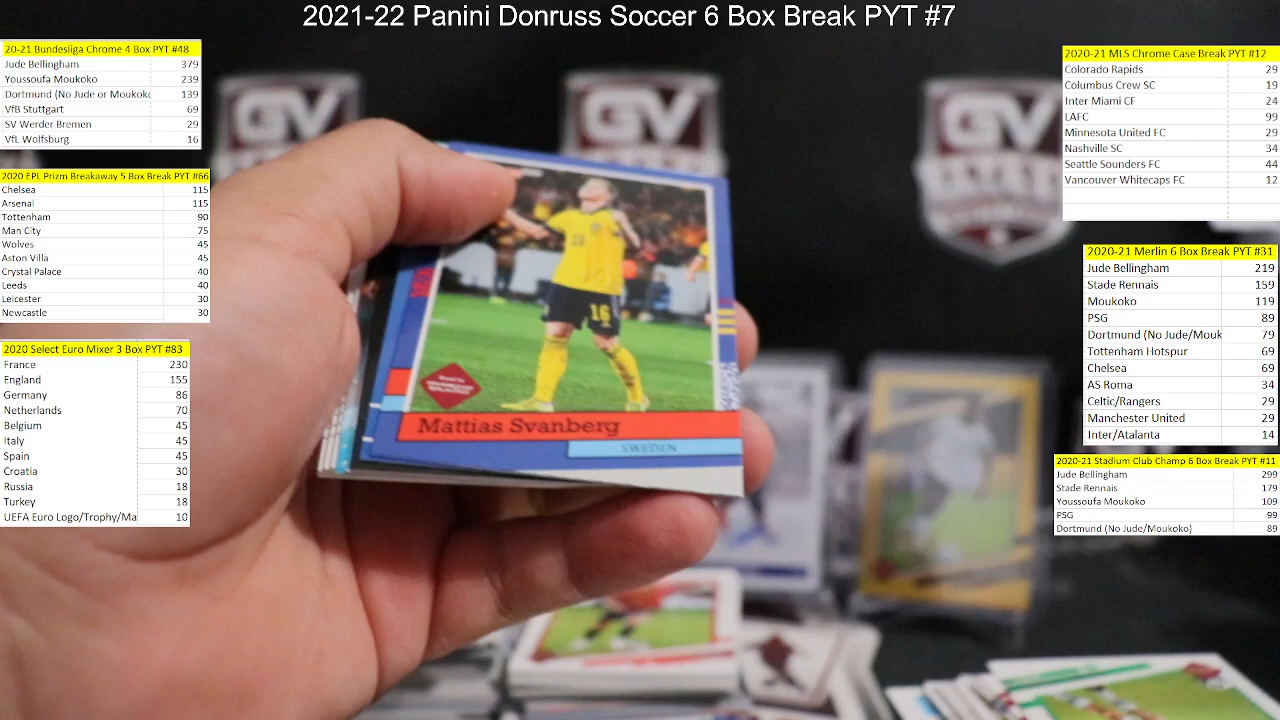 2021-22 Panini Donruss Soccer 6 Box Break PYT #7
20-21 Bundesliga Chrome 4 Box PYT #48
Jude Bellingham 379
Youssoufa Moukoko 239
Dortmund (No Jude or Moukoko 139
VfB Stuttgart 69
SV Werder Bremen 29
VfL Wolfsburg 16
2020 EPL Prizm Breakaway 5 Box Break PYT #66
Chelsea 115
Arsenal 115
Tottenham 90
Man City 75
Wolves 45
Aston Villa 45
Crystal Palace 40
Leeds 40
Leicester 30
Newcastle 30
2020 Select Euro Mixer 3 Box PYT #83
France 230
England 155
Germany 86
Netherlands 70
Belgium 45
Italy 45
Spain 45
Croatia 30
Russia 18
Turkey 18
UEFA Euro Logo/Trophy/Ma 10
GV
GV
GV
16
16
Mattias Svanberg
SWEDEN
2020-21 MLS Chrome Case Break PYT #12
Colorado Rapids 29
Columbus Crew SC 19
Inter Miami CF 24
LAFC 99
Minnesota United FC 29
Nashville SC 34
Seattle Sounders FC 44
Vancouver Whitecaps FC 12
2020-21 Merlin 6 Box Break PYT #31
Jude Bellingham 219
Stade Rennais 159
Moukoko 119
PSG 89
Dortmund (No Jude/Mouk 79
Tottenham Hotspur 69
Chelsea 69
AS Roma 34
Celtic/Rangers 29
Manchester United 29
Inter/Atalanta 14
2020-21 Stadium Club Champ 6 Box Break PYT #11
Jude Bellingham 299
Stade Rennais 179
Youssoufa Moukoko 109
PSG 99
Dortmund (No Jude/Moukoko) 89